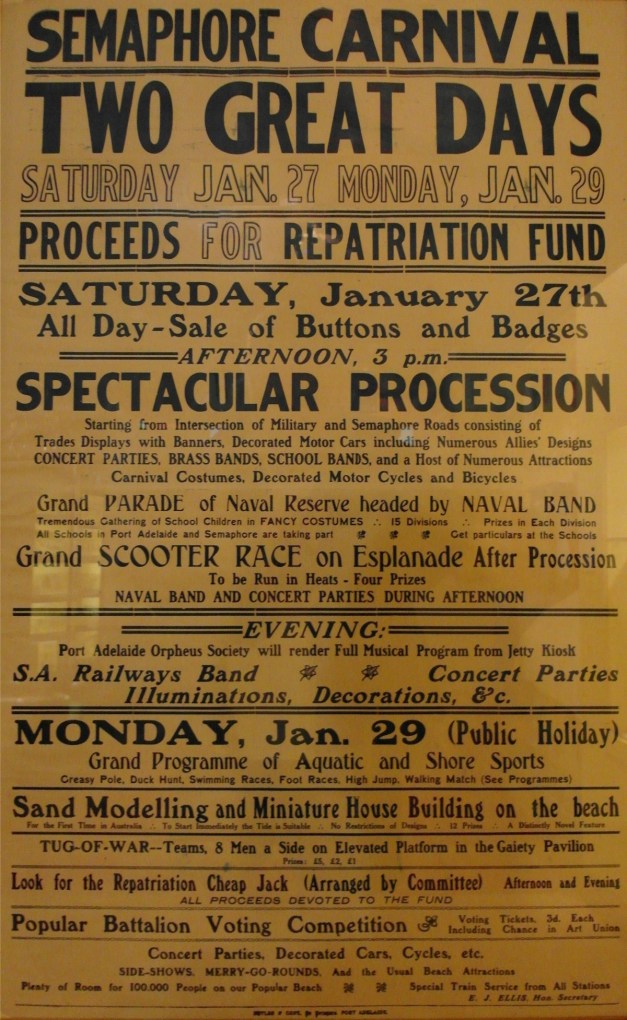 SEMAPHORE CARNIVAL
TWO GREAT DAYS
SATURDAY JAN. 27 MONDAY, JAN. 29
PROCEEDS FOR REPATRIATION FUND
SATURDAY, January 27th
All Day-Sale of Buttons and Badges
AFTERNOON, 3 p.m.
SPECTACULAR PROCESSION
Starting from Intersection of Military and Semaphore Roads consisting of
Trades Displays with Banners, Decorated Motor Cars including Numerous Allies' Designs
CONCERT PARTIES, BRASS BANDS, SCHOOL BANDS, and a Host of Numerous Attractions
Carnival Costumes, Decorated Motor Cycles and Bicycles
Grand PARADE of Naval Reserve headed by NAVAL BAND
Tremendous Gathering of School Children in FANCY COSTUMES ∴ 15 Divisions ∴ Prizes in Each Division
All Schools in Port Adelaide and Semaphore are taking part Get particulars at the Schools
Grand SCOOTER RACE on Esplanade After Procession
To be Run in Heats - Four Prizes
NAVAL BAND AND CONCERT PARTIES DURING AFTERNOON
EVENING:
Port Adelaide Orpheus Society will render Full Musical Program from Jetty Kiosk
S.A. Railways Band Concert Parties
Illuminations, Decorations, &c.
MONDAY, Jan. 29 (Public Holiday)
Grand Programme of Aquatic and Shore Sports
Greasy Pole, Duck Hunt, Swimming Races, Foot Races, High Jump, Walking Match (See Programmes)
Sand Modelling and Miniature House Building on the beach
For the First Time in Australia ∴ To Start Immediately the Tide is Suitable ∴ No Restrictions of Designs ∴ 12 Prizes ∴ A Distinctly Novel Feature
TUG-OF-WAR--Teams, 8 Men a Side on Elevated Platform in the Gaiety Pavilion
Prizes: £5, £2, £1
Look for the Repatriation Cheap Jack (Arranged by Committee) Afternoon and Evening
ALL PROCEEDS DEVOTED TO THE FUND
Popular Battalion Voting Competition Voting Tickets, 3d. Each
Including Chance in Art Union
Concert Parties, Decorated Cars, Cycles, etc.
SIDE-SHOWS, MERRY-GO-ROUNDS, And the Usual Beach Attractions
Plenty of Room for 100,000 People on our Popular Beach Special Train Service from All Stations
E. J. ELLIS, Hon. Secretary
PORT ADELAIDE